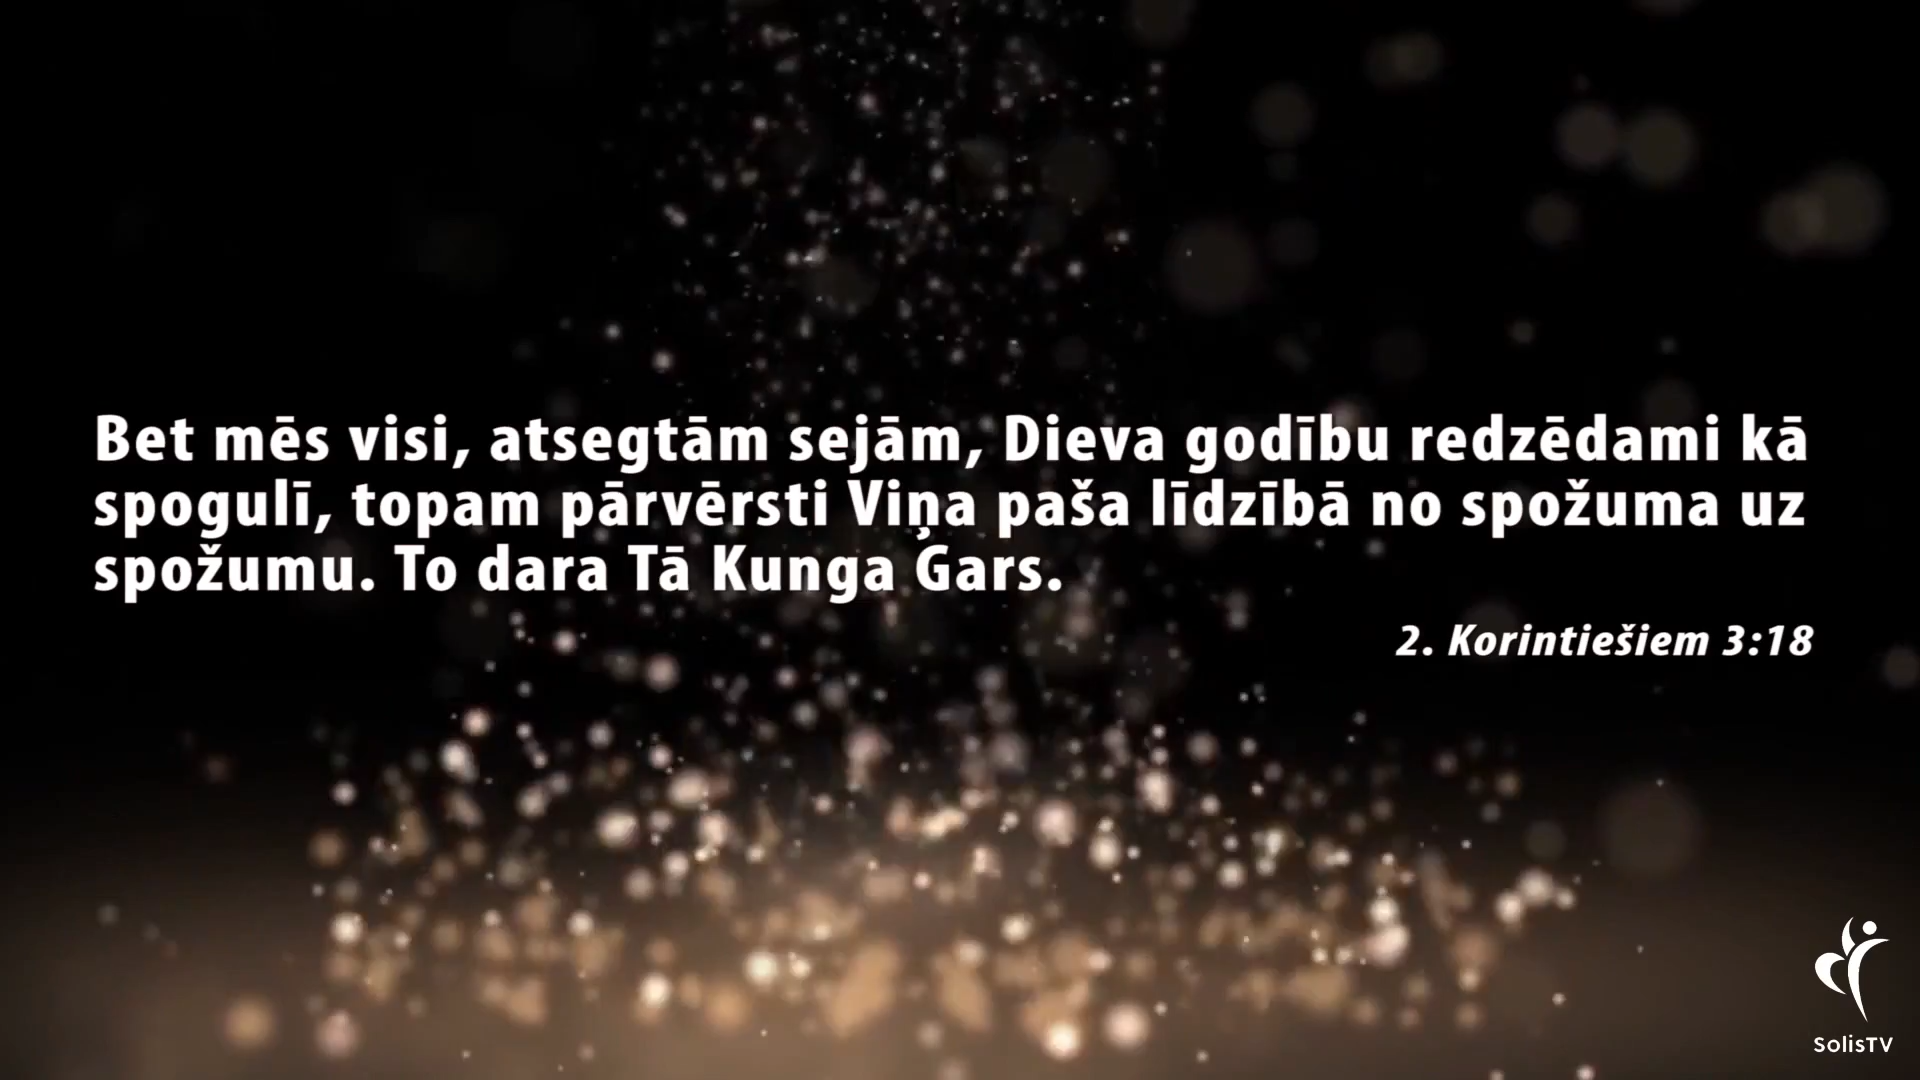 Bet mēs visi, atsegtām sejām, Dieva godību redzēdami kā
spogulī, topam pārvērsti Viņa paša līdzībā no spožuma uz
spožumu. To dara Tā Kunga Gars.
2. Korintiešiem 3:18
SolisTV